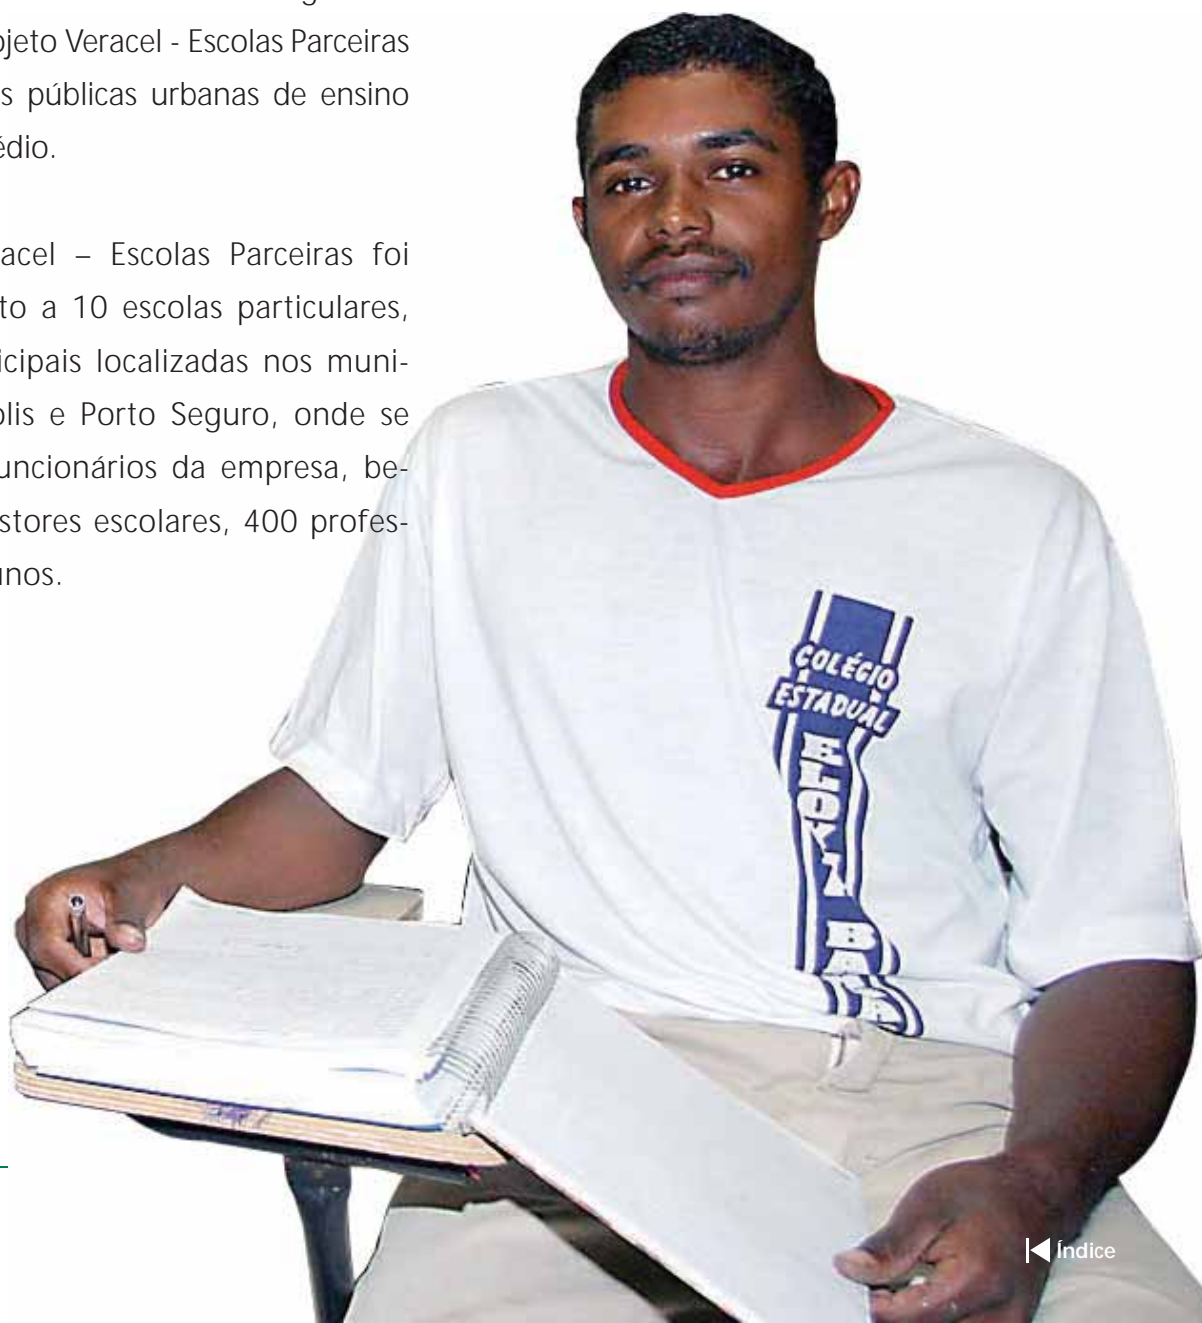 ojeto Veracel - Escolas Parceiras
s públicas urbanas de ensino
édio.
acel – Escolas Parceiras foi
to a 10 escolas particulares,
icipais localizadas nos muni-
olis e Porto Seguro, onde se
uncionários da empresa, be-
stores escolares, 400 profes-
unos.
COLÉGIO
ESTADUAL
ELOYNA BA
Índice